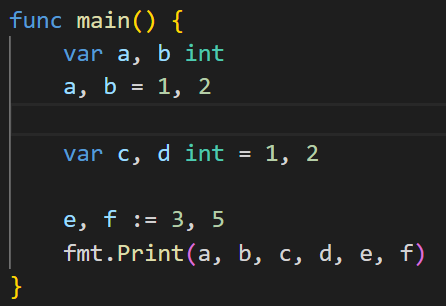 func main() {
    var a, b int
    a, b = 1, 2
    var c, d int = 1, 2
    e, f := 3, 5
    fmt.Print(a, b, c, d, e, f)
}